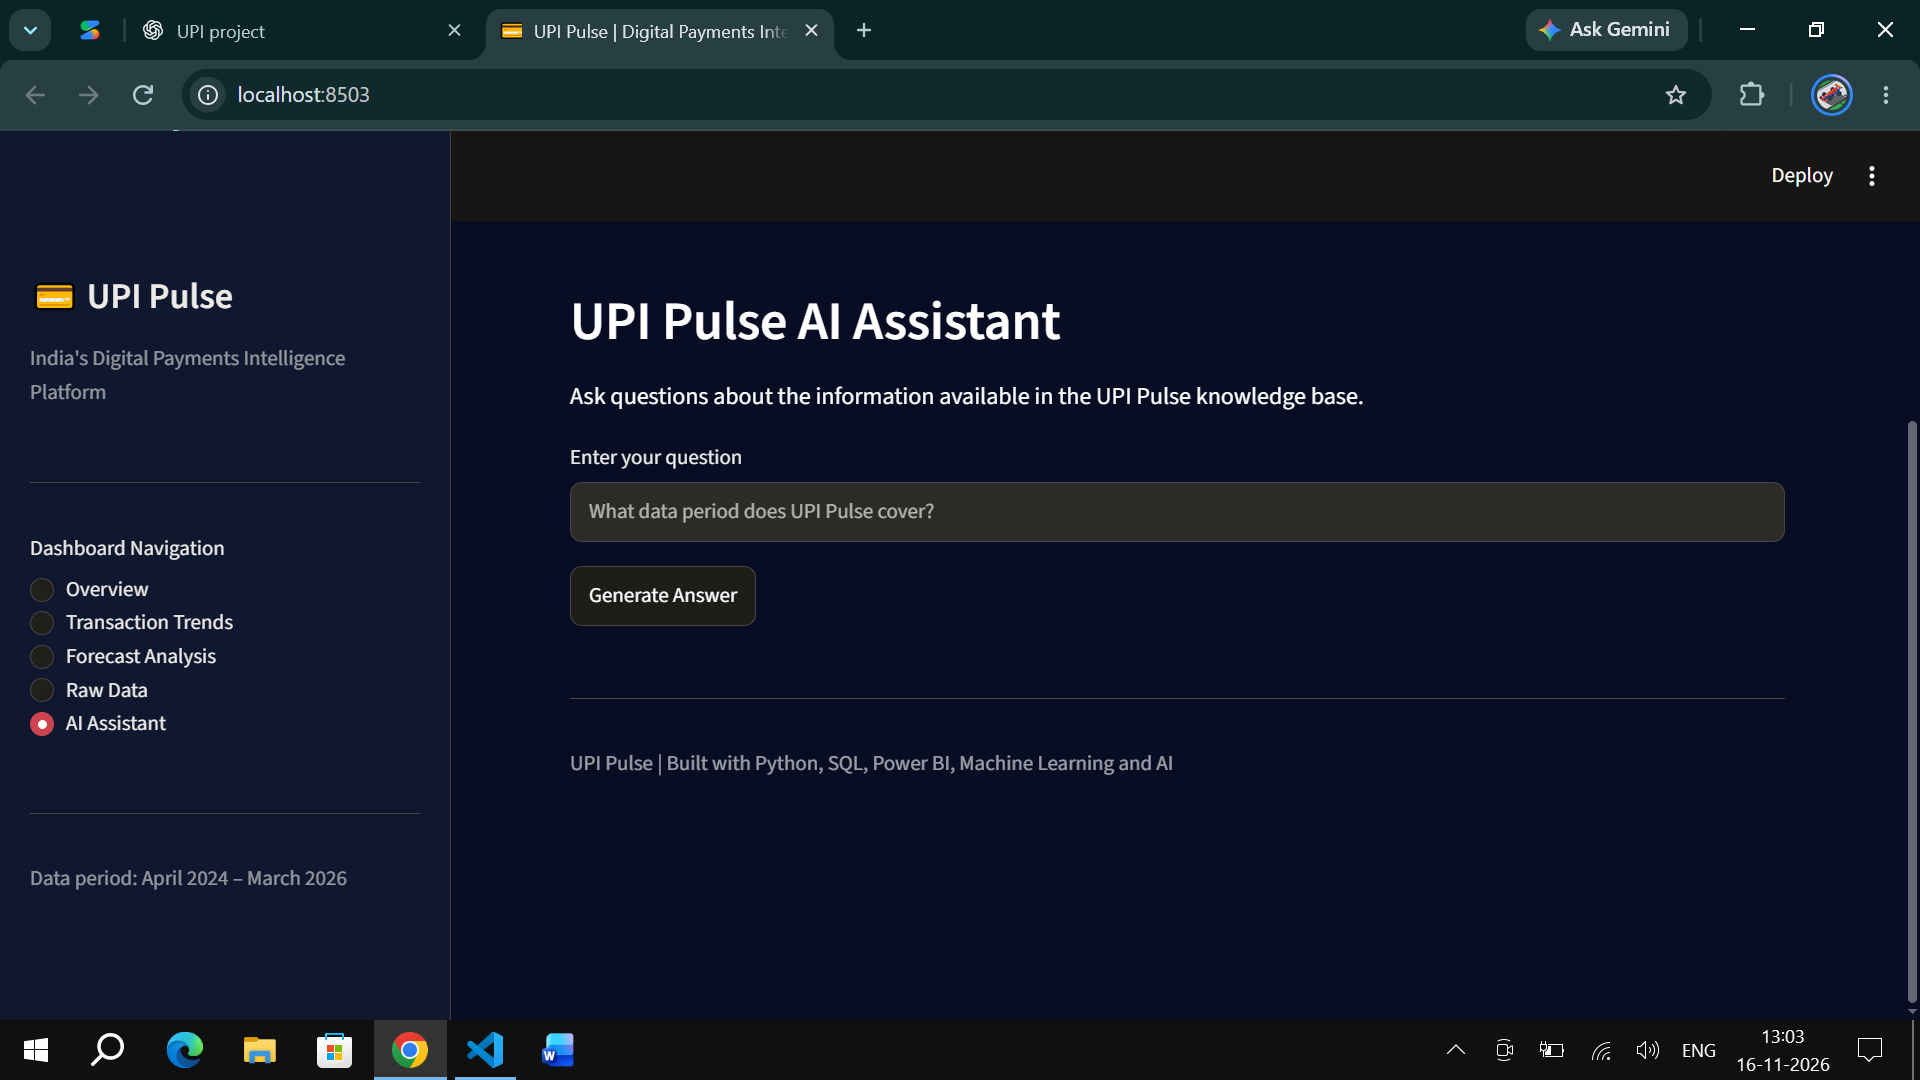 UPI project
UPI Pulse | Digital Payments Inte
Ask Gemini
localhost:8503
Deploy
UPI Pulse
India's Digital Payments Intelligence
Platform
Dashboard Navigation
Overview
Transaction Trends
Forecast Analysis
Raw Data
AI Assistant
Data period: April 2024 – March 2026
UPI Pulse AI Assistant
Ask questions about the information available in the UPI Pulse knowledge base.
Enter your question
What data period does UPI Pulse cover?
Generate Answer
UPI Pulse | Built with Python, SQL, Power BI, Machine Learning and AI
W
ENG
13:03
16-11-2026